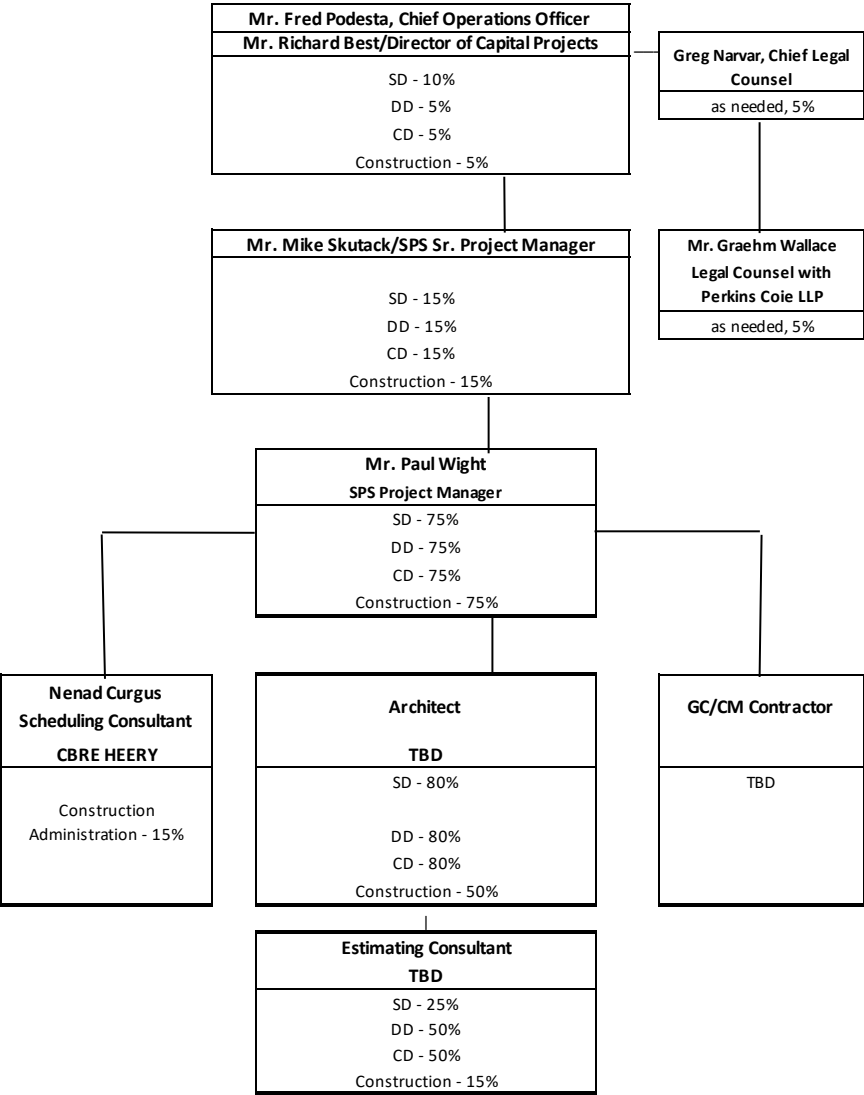 Mr. Fred Podesta, Chief Operations Officer
Mr. Richard Best/Director of Capital Projects
SD - 10%
DD - 5%
CD - 5%
Construction - 5%
Greg Narvar, Chief Legal
Counsel
as needed, 5%
Mr. Mike Skutack/SPS Sr. Project Manager
SD - 15%
DD - 15%
CD - 15%
Construction - 15%
Mr. Graehm Wallace
Legal Counsel with
Perkins Coie LLP
as needed, 5%
Mr. Paul Wight
SPS Project Manager
SD - 75%
DD - 75%
CD - 75%
Construction - 75%
Nenad Curgus
Scheduling Consultant
CBRE HEERY
Construction
Administration - 15%
Architect
TBD
SD - 80%
DD - 80%
CD - 80%
Construction - 50%
GC/CM Contractor
TBD
Estimating Consultant
TBD
SD - 25%
DD - 50%
CD - 50%
Construction - 15%